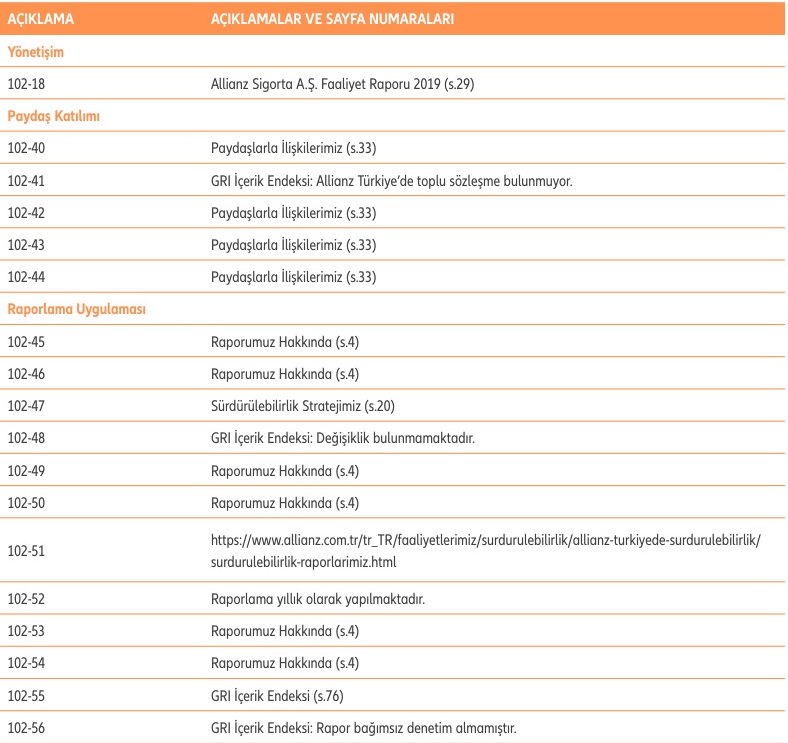 AÇIKLAMA AÇIKLAMALAR VE SAYFA NUMARALARI
Yönetişim
102-18 Allianz Sigorta A.Ş. Faaliyet Raporu 2019 (s.29)
Paydaş Katılımı
102-40 Paydaşlarla İlişkilerimiz (s.33)
102-41 GRI İçerik Endeksi: Allianz Türkiye’de toplu sözleşme bulunmuyor.
102-42 Paydaşlarla İlişkilerimiz (s.33)
102-43 Paydaşlarla İlişkilerimiz (s.33)
102-44 Paydaşlarla İlişkilerimiz (s.33)
Raporlama Uygulaması
102-45 Raporumuz Hakkında (s.4)
102-46 Raporumuz Hakkında (s.4)
102-47 Sürdürülebilirlik Stratejimiz (s.20)
102-48 GRI İçerik Endeksi: Değişiklik bulunmamaktadır.
102-49 Raporumuz Hakkında (s.4)
102-50 Raporumuz Hakkında (s.4)
102-51 https://www.allianz.com.tr/tr_TR/faaliyetlerimiz/surdurulebilirlik/allianz-turkiyede-surdurulebilirlik/
surdurulebilirlik-raporlarimiz.html
102-52 Raporlama yıllık olarak yapılmaktadır.
102-53 Raporumuz Hakkında (s.4)
102-54 Raporumuz Hakkında (s.4)
102-55 GRI İçerik Endeksi (s.76)
102-56 GRI İçerik Endeksi: Rapor bağımsız denetim almamıştır.